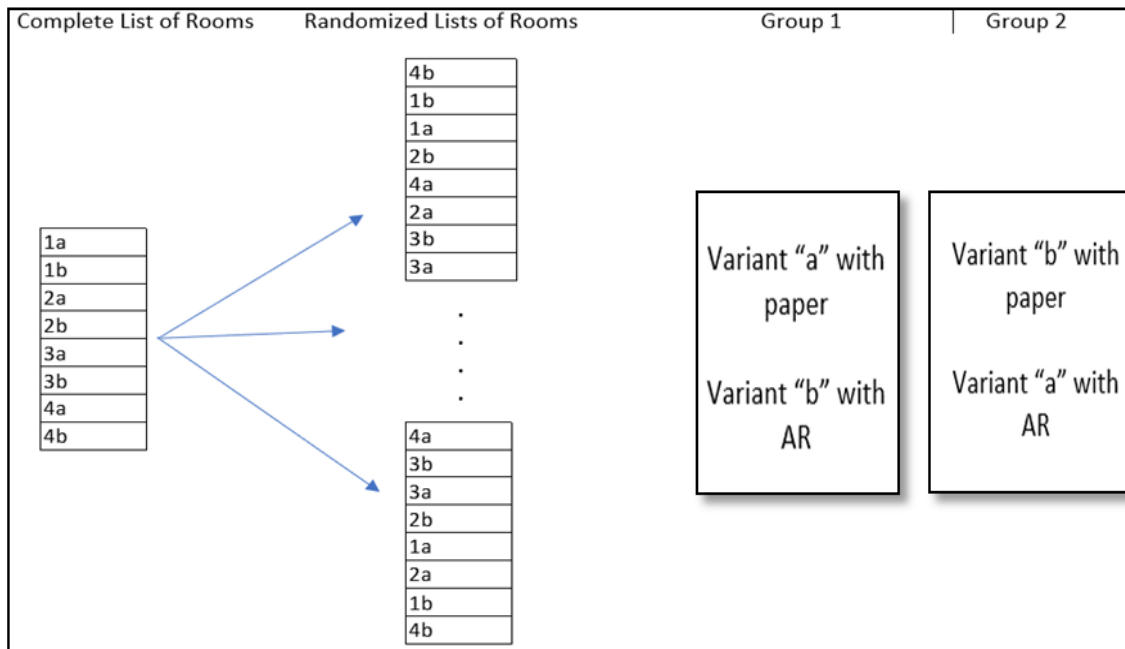 Complete List of Rooms
Randomized Lists of Rooms
Group 1
Group 2
1a
1b
2a
2b
3a
3b
4a
4b
4b
1b
1a
2b
4a
2a
3b
3a
.
.
.
.
4a
3b
3a
2b
1a
2a
1b
4b
Variant “a” with
paper
Variant “b” with
AR
Variant “b” with
paper
Variant “a” with
AR